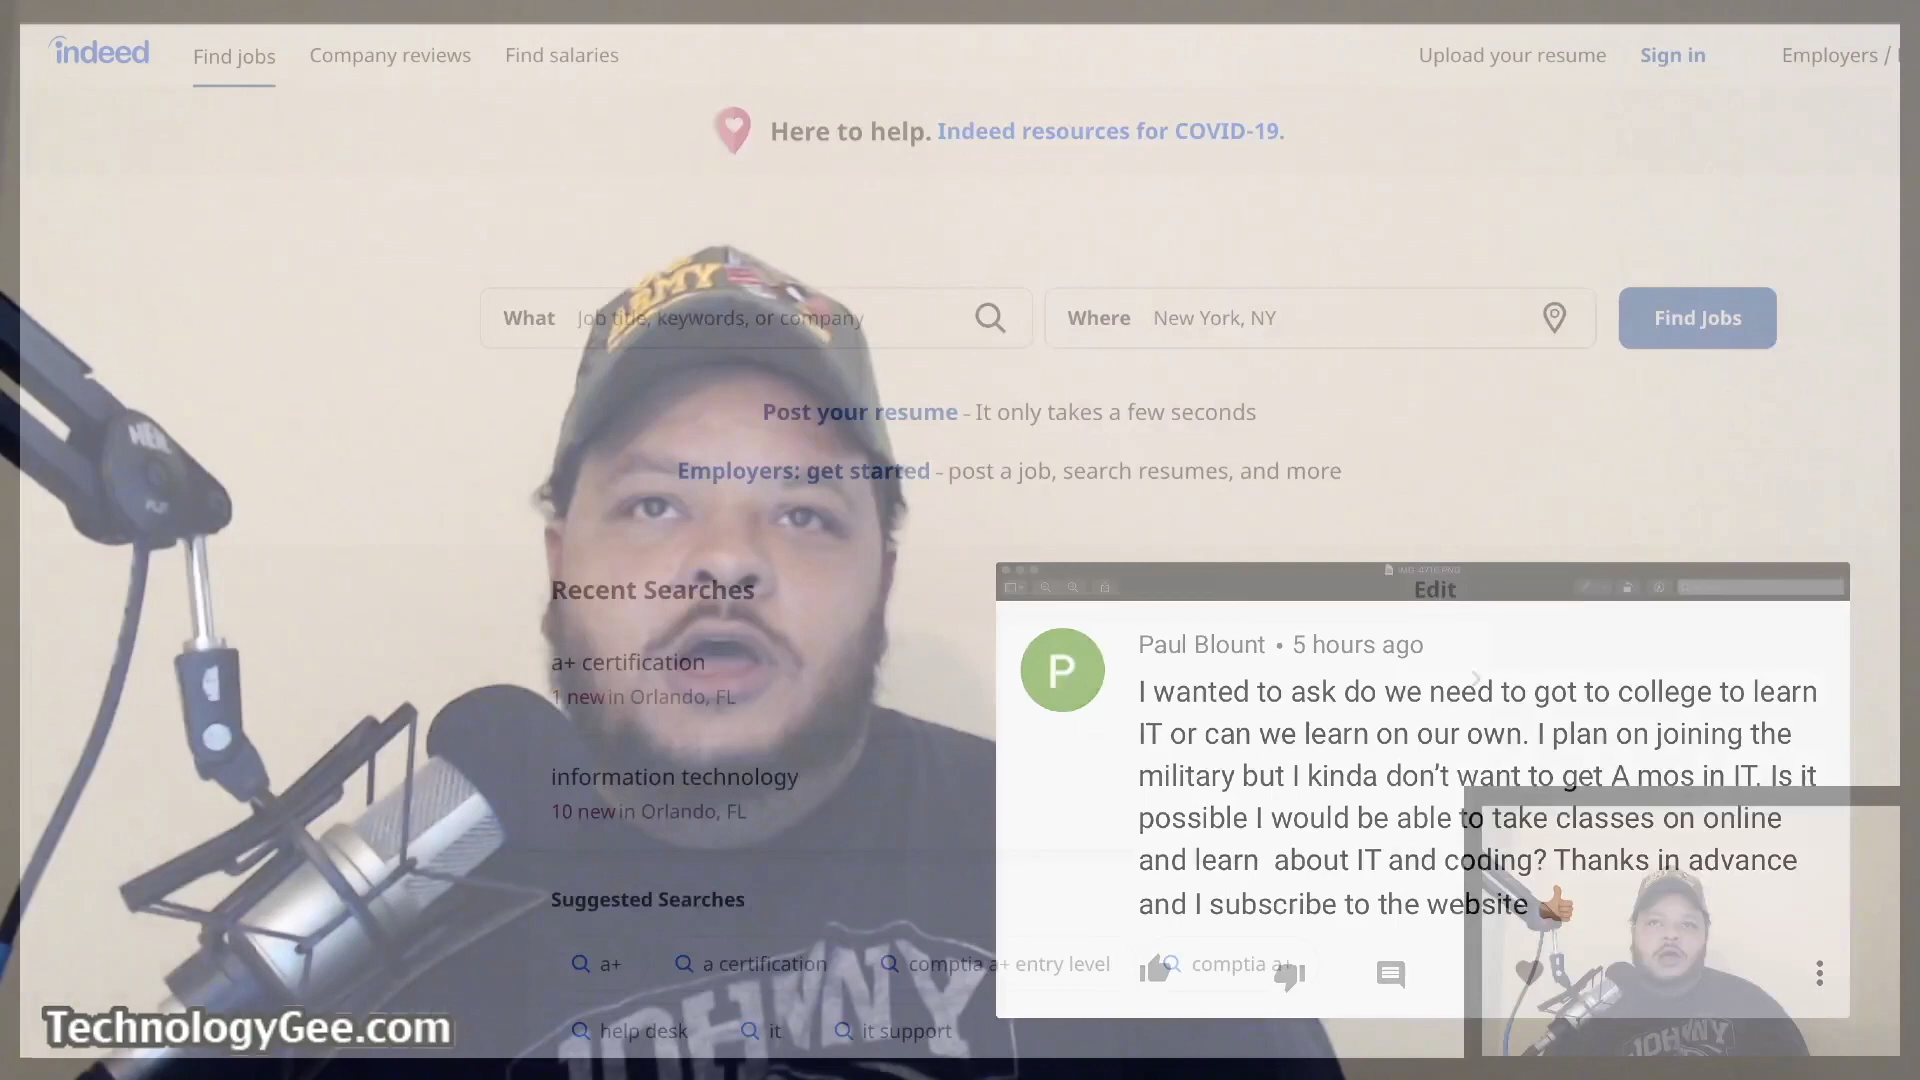 indeed
Find jobs
Company reviews
Find salaries
Upload your resume
Sign in
Employers /
Here to help. Indeed resources for COVID-19.
ARMY
What Job title, keywords, or company
Where New York, NY
Find Jobs
Post your resume - It only takes a few seconds
Employers: get started - post a job, search resumes, and more
Recent Searches
Edit
a+ certification
1 new in Orlando, FL
information technology
10 new in Orlando, FL
Suggested Searches
a+
a certification
comptia a+ entry level
comptia a+
help desk
it
it support
P
Paul Blount • 5 hours ago
I wanted to ask do we need to got to college to learn
IT or can we learn on our own. I plan on joining the
military but I kinda don't want to get A mos in IT. Is it
possible I would be able to take classes on online
and learn about IT and coding? Thanks in advance
and I subscribe to the website 👍🏽
JOHNNY
JOHNNY
TechnologyGee.com